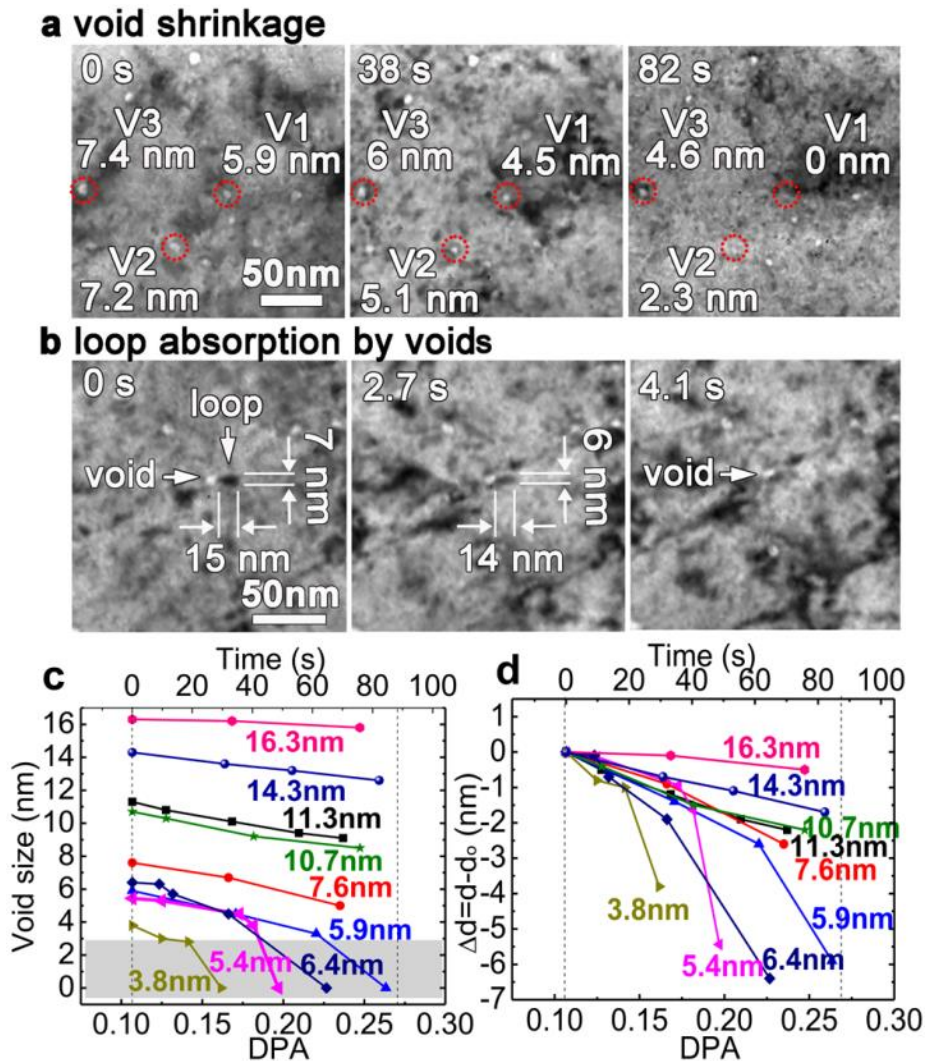 a void shrinkage
0 s
V3
7.4 nm
V1
5.9 nm
V2
7.2 nm
50nm
38 s
V3
6 nm
V1
4.5 nm
V2
5.1 nm
82 s
V3
4.6 nm
V1
0 nm
V2
2.3 nm
b loop absorption by voids
0 s
loop
void
7 nm
15 nm
50nm
2.7 s
6 nm
14 nm
4.1 s
void
c
Time (s)
0 20 40 60 80 100
Void size (nm)
16
14
12
10
8
6
4
2
0
16.3nm
14.3nm
11.3nm
10.7nm
7.6nm
5.9nm
6.4nm
5.4nm
3.8nm
0.10 0.15 0.20 0.25 0.30
DPA
d
Time (s)
0 20 40 60 80 100
Δd=d-d₀ (nm)
1
0
-1
-2
-3
-4
-5
-6
-7
16.3nm
14.3nm
10.7nm
11.3nm
7.6nm
3.8nm
5.9nm
5.4nm
6.4nm
0.10 0.15 0.20 0.25 0.30
DPA